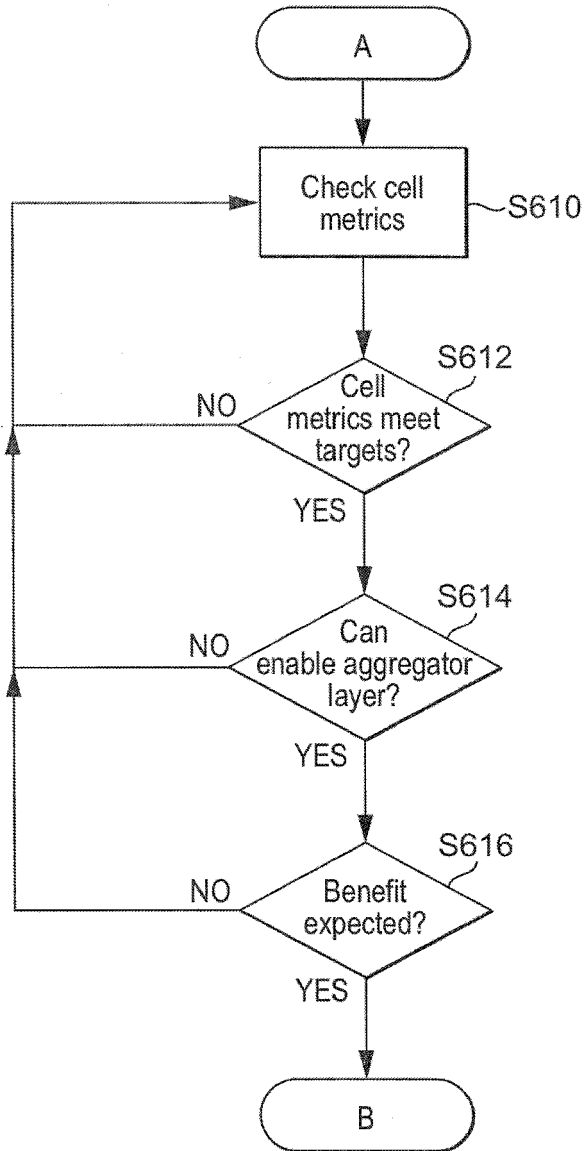 A
Check cell
metrics
S610
S612
Cell
metrics meet
targets?
NO
YES
S614
Can
enable aggregator
layer?
NO
YES
S616
Benefit
expected?
NO
YES
B